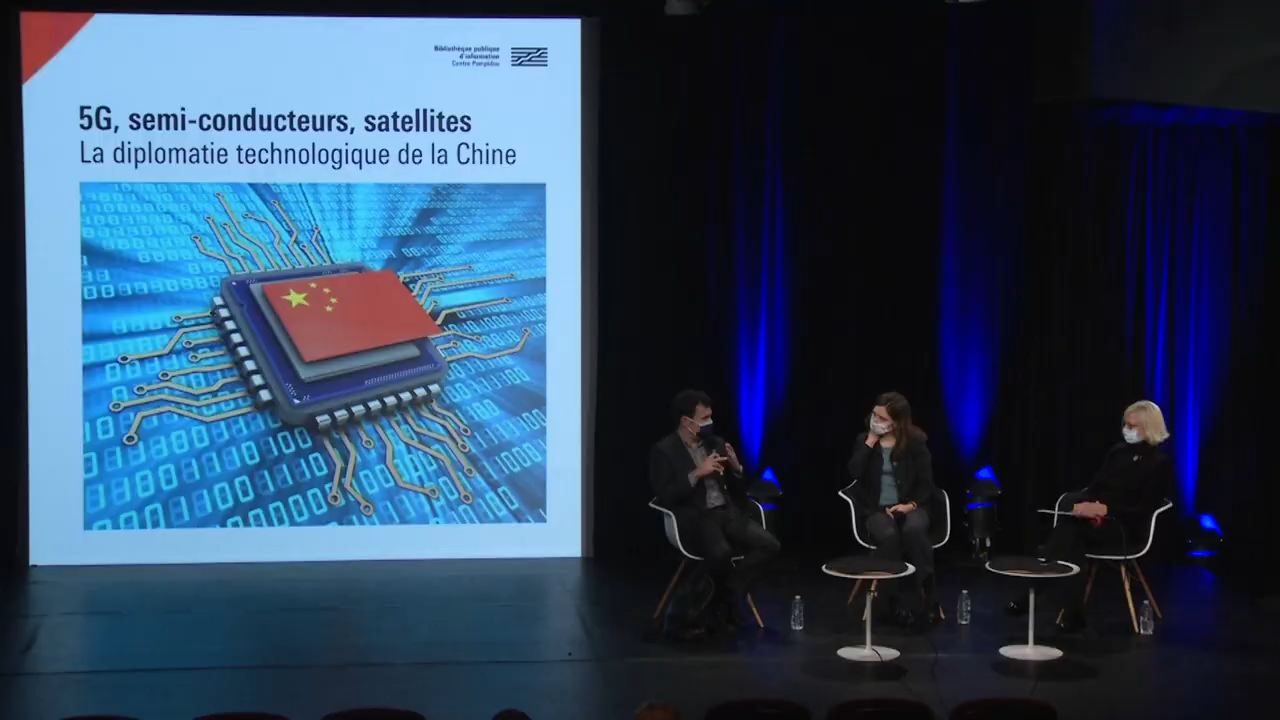 Bibliothèque publique
d'information
Centre Pompidou
5G, semi-conducteurs, satellites
La diplomatie technologique de la Chine